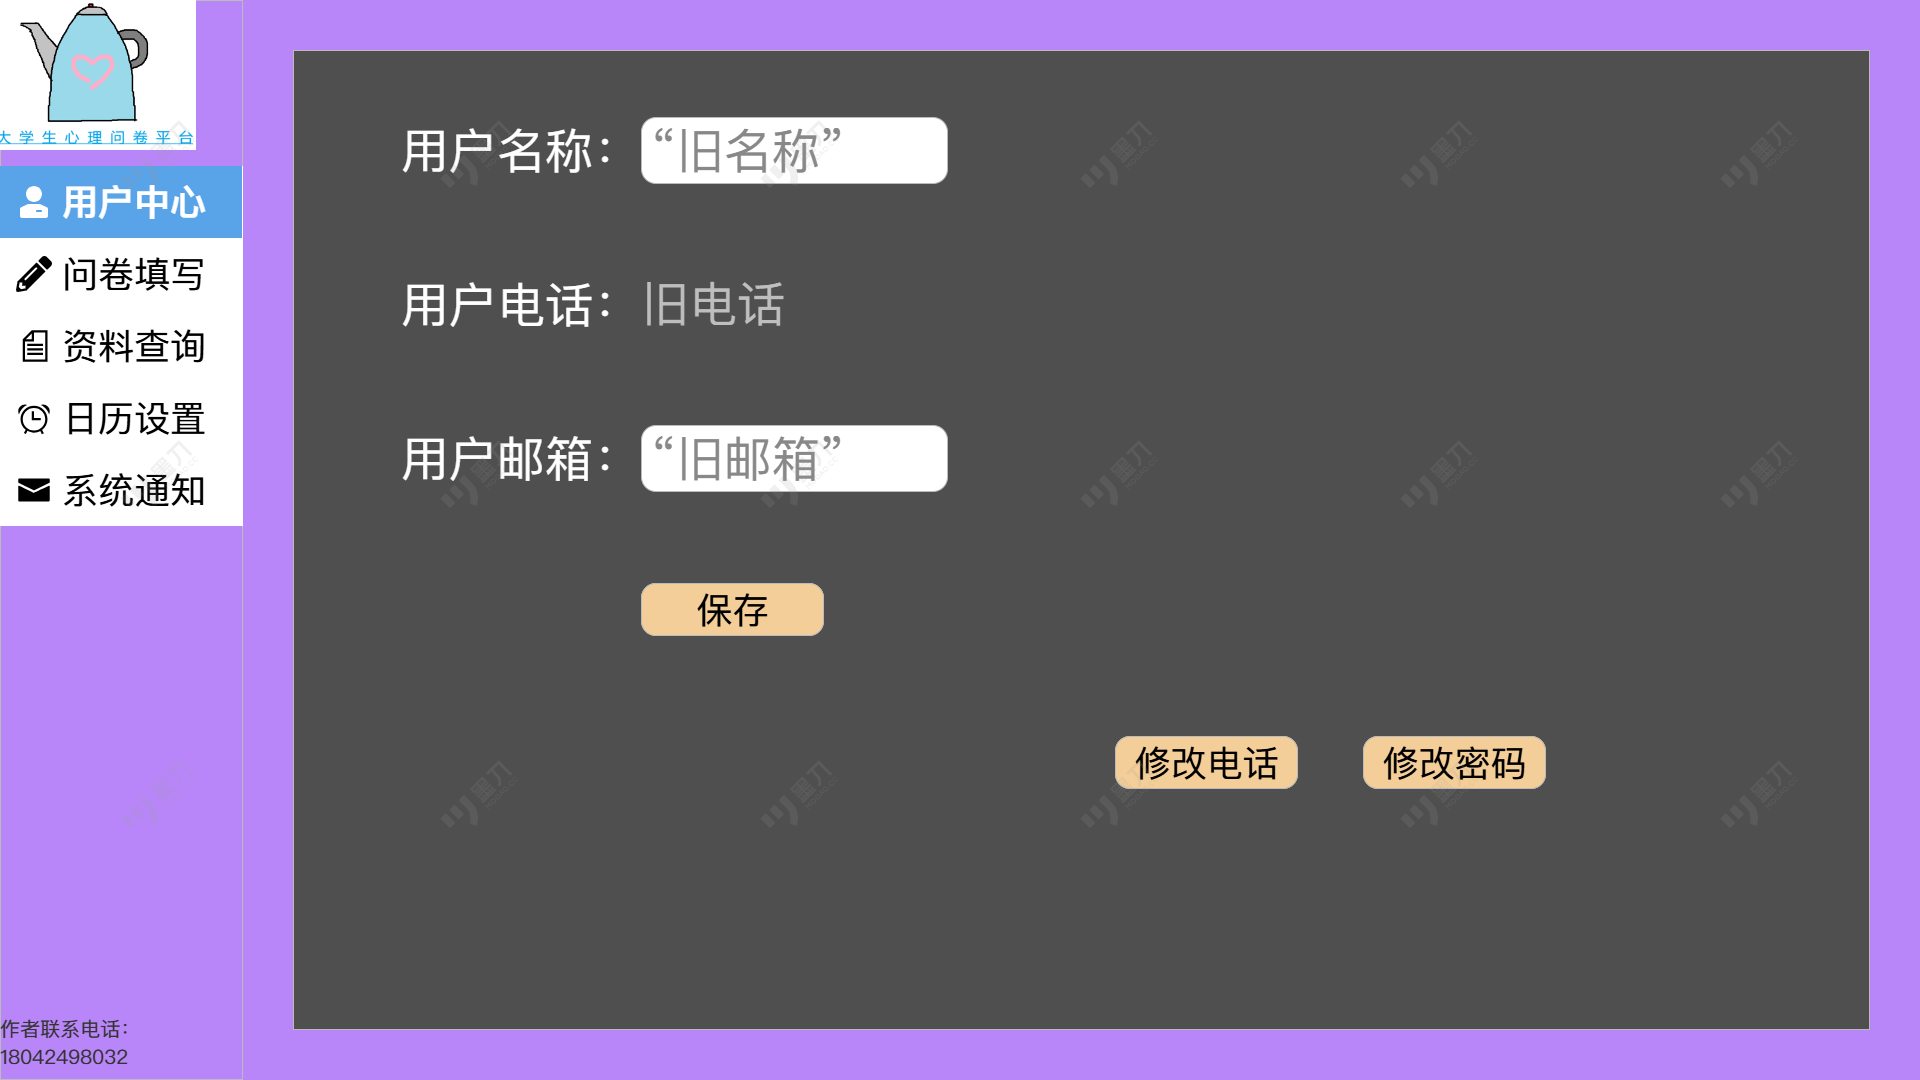 大学生心理问卷平台
用户中心
问卷填写
资料查询
日历设置
系统通知
作者联系电话：
18042498032
用户名称：“旧名称”
用户电话：旧电话
用户邮箱：“旧邮箱”
保存
修改电话 修改密码
墨刀